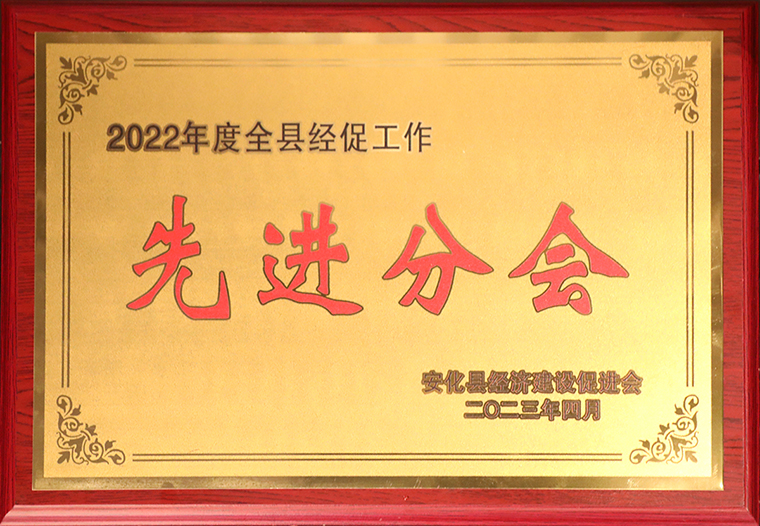 2022年度全县经促工作
先进分会
安化县经济建设促进会
二〇二三年四月